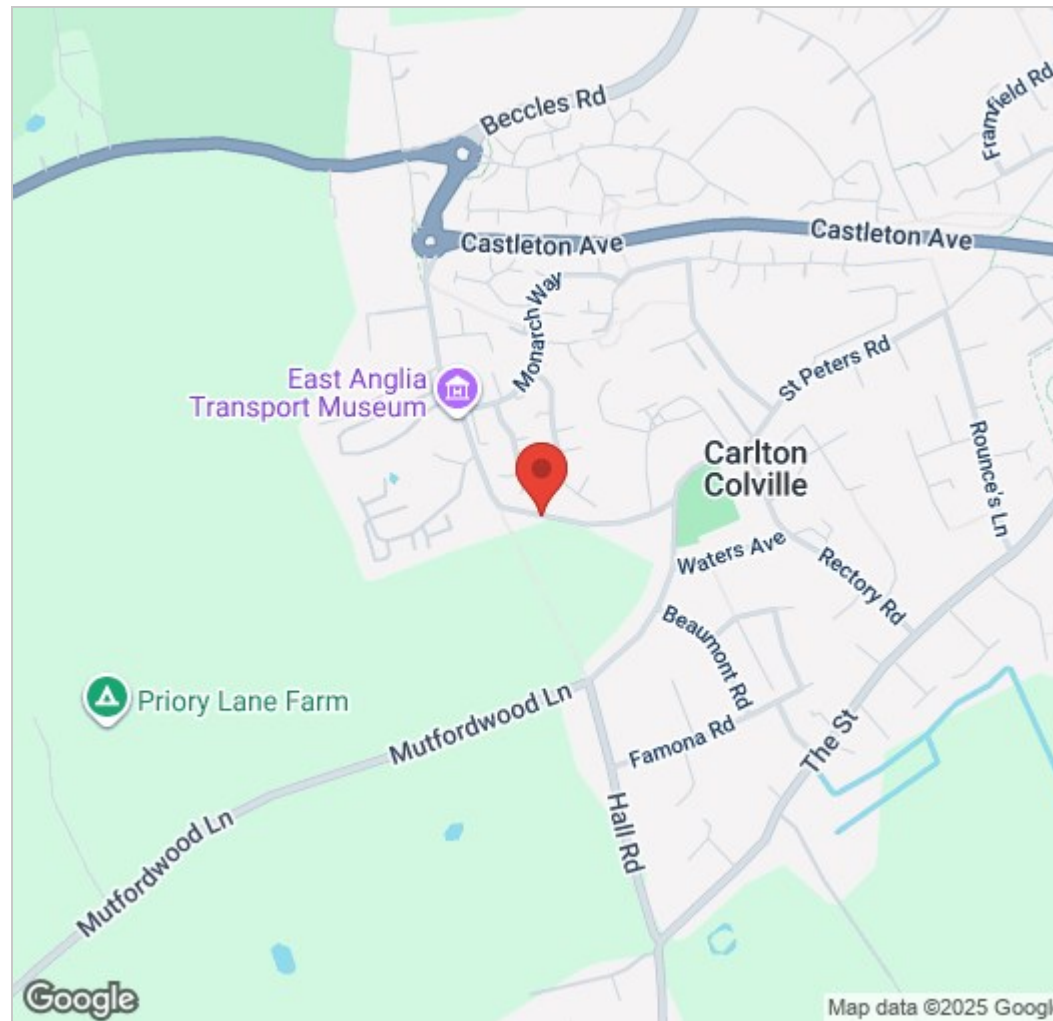 Beccles Rd
Framfield Rd
Castleton Ave
Castleton Ave
Monarch Way
St Peters Rd
East Anglia
Transport Museum
Carlton
Colville
Rounce's Ln
Waters Ave
Rectory Rd
Beaumont Rd
Priory Lane Farm
Mutfordwood Ln
Famona Rd
The St
Hall Rd
Mutfordwood Ln
Google
Map data ©2025 Google